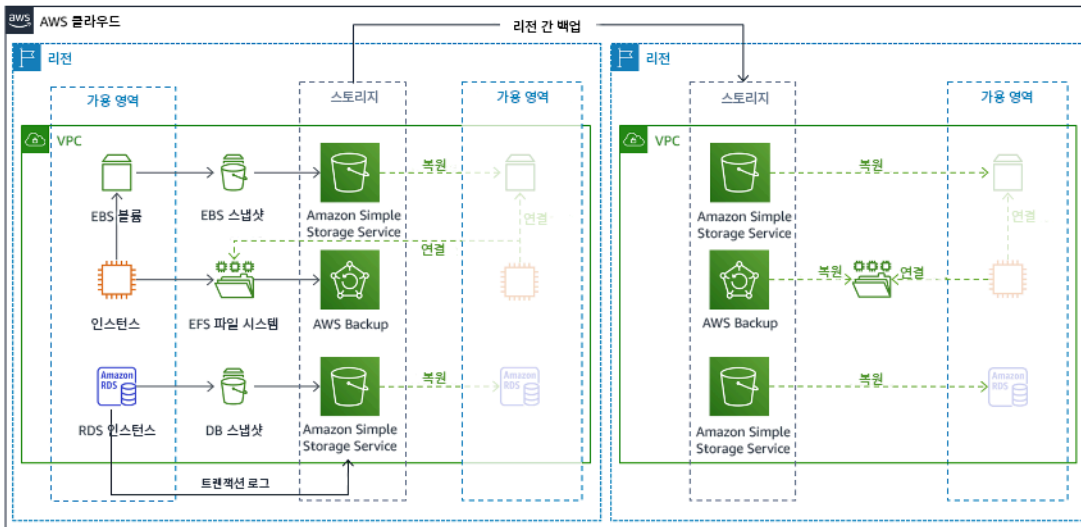 aws
AWS 클라우드
리전 간 백업
리전
가용 영역
스토리지
가용 영역
VPC
EBS 볼륨
EBS 스냅샷
Amazon Simple
Storage Service
복원
연결
연결
인스턴스
EFS 파일 시스템
AWS Backup
Amazon
RDS
RDS 인스턴스
DB 스냅샷
Amazon Simple
Storage Service
복원
Amazon
RDS
트랜잭션 로그
리전
스토리지
가용 영역
VPC
Amazon Simple
Storage Service
복원
연결
AWS Backup
복원
연결
Amazon Simple
Storage Service
복원
Amazon
RDS